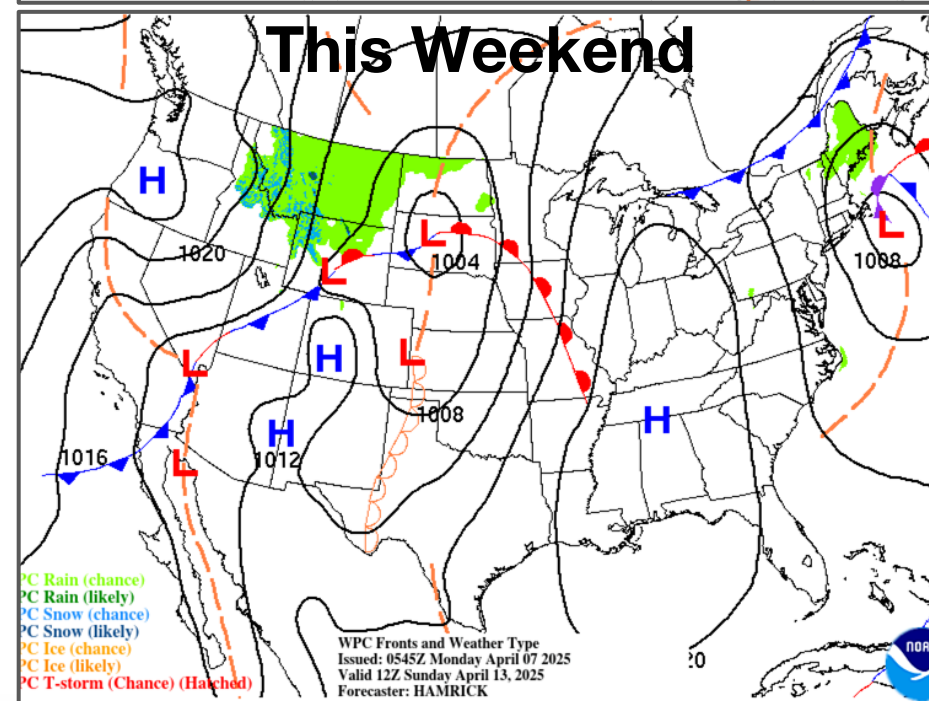 This Weekend
H
1020
L
1004
L
L
1008
H
L
L
H
1008
H
1012
1016
L
PC Rain (chance)
PC Rain (likely)
PC Snow (chance)
PC Snow (likely)
PC Ice (chance)
PC Ice (likely)
PC T-storm (Chance) (Hatched)
WPC Fronts and Weather Type
Issued: 0545Z Monday April 07 2025
Valid 12Z Sunday April 13, 2025
Forecaster: HAMRICK
20